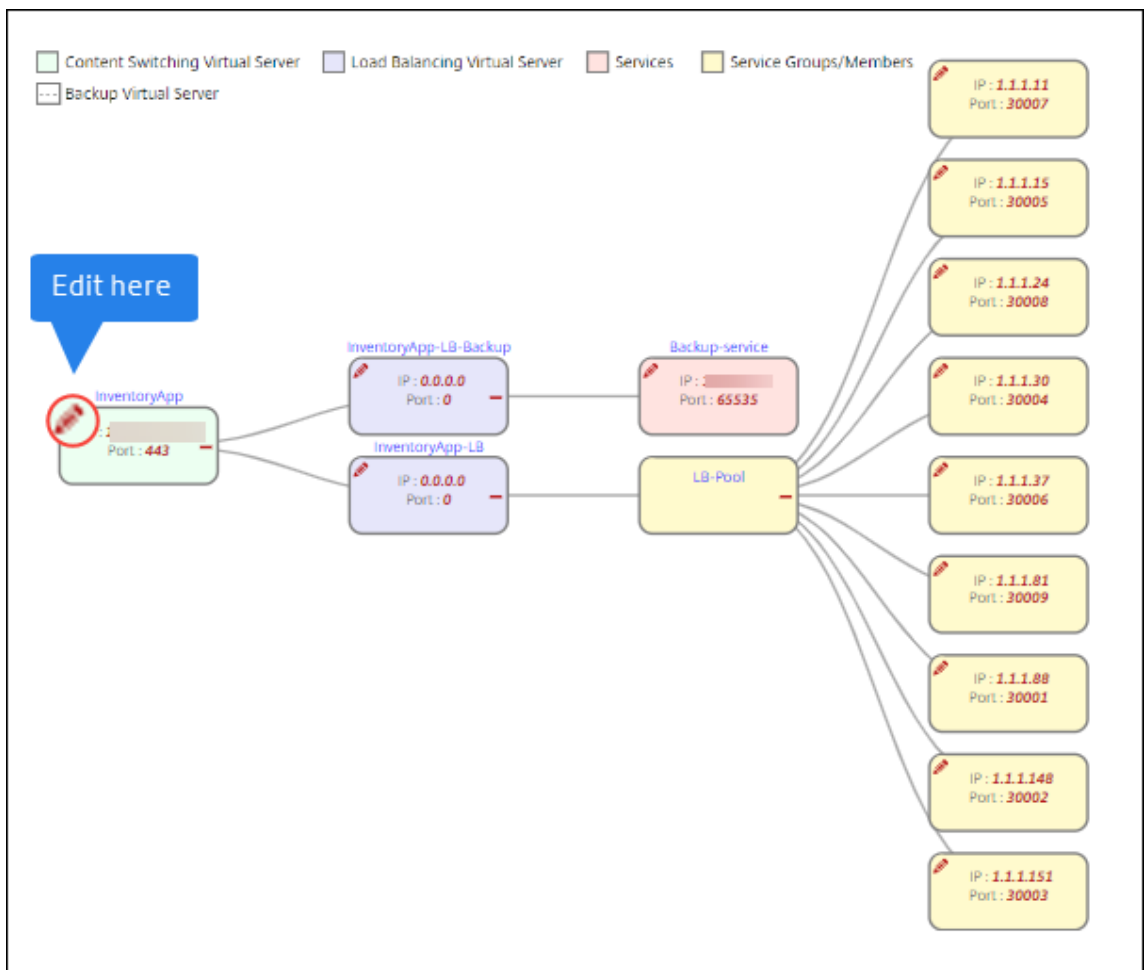 Content Switching Virtual Server
Load Balancing Virtual Server
Services
Service Groups/Members
Backup Virtual Server
Edit here
InventoryApp
Port : 443
InventoryApp-LB-Backup
IP : 0.0.0.0
Port : 0
InventoryApp-LB
IP : 0.0.0.0
Port : 0
Backup-service
IP :
Port : 65535
LB-Pool
IP : 1.1.1.11
Port : 30007
IP : 1.1.1.15
Port : 30005
IP : 1.1.1.24
Port : 30008
IP : 1.1.1.30
Port : 30004
IP : 1.1.1.37
Port : 30006
IP : 1.1.1.81
Port : 30009
IP : 1.1.1.88
Port : 30001
IP : 1.1.1.148
Port : 30002
IP : 1.1.1.151
Port : 30003